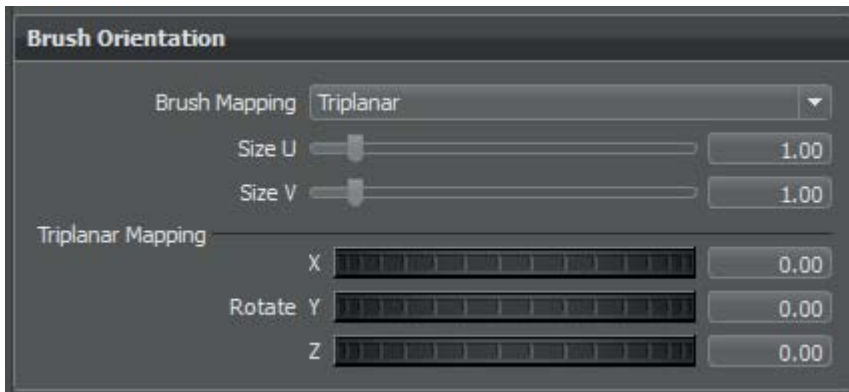 Brush Orientation
Brush Mapping Triplanar
Size U 1.00
Size V 1.00
Triplanar Mapping
X 0.00
Rotate Y 0.00
Z 0.00